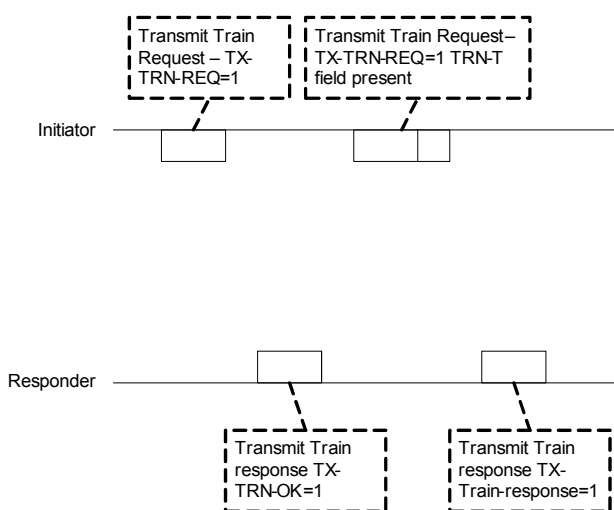 Transmit Train
Request – TX-
TRN-REQ=1
Transmit Train Request–
TX-TRN-REQ=1 TRN-T
field present
Initiator
Responder
Transmit Train
response TX-
TRN-OK=1
Transmit Train
response TX-
Train-response=1